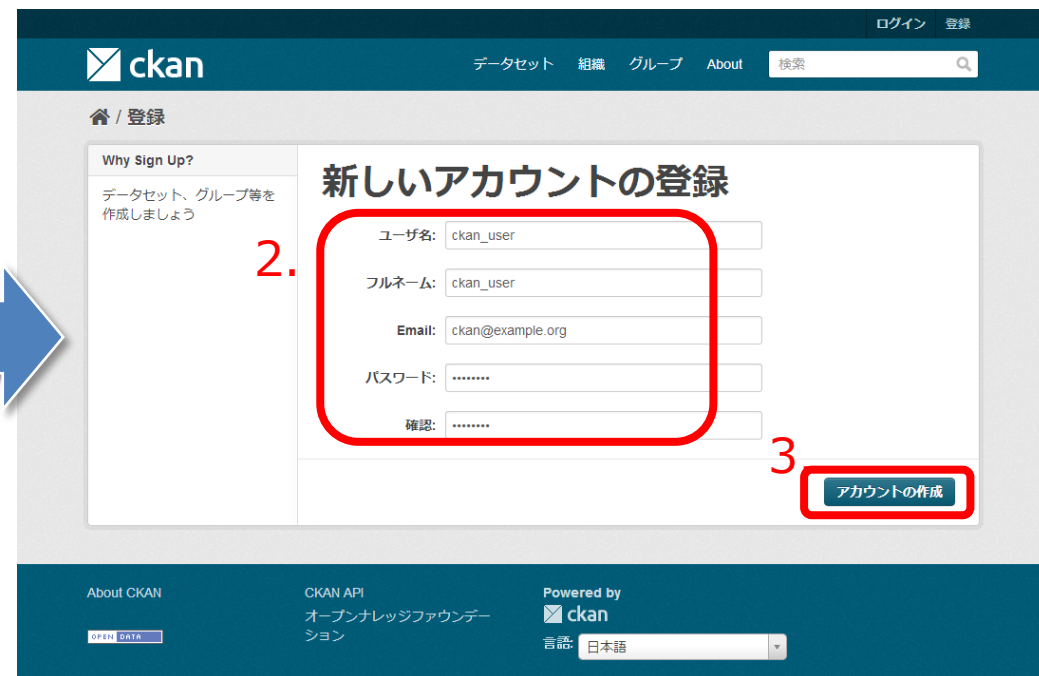 ログイン 登録
ckan データセット 組織 グループ About 検索
/ 登録
Why Sign Up?
データセット、グループ等を
作成しましょう
新しいアカウントの登録
2.
ユーザ名: ckan_user
フルネーム: ckan_user
Email: ckan@example.org
パスワード: ••••••••
確認: ••••••••
3.
アカウントの作成
About CKAN
OPEN DATA
CKAN API
オープンナレッジファウンデー
ション
Powered by
ckan
言語: 日本語